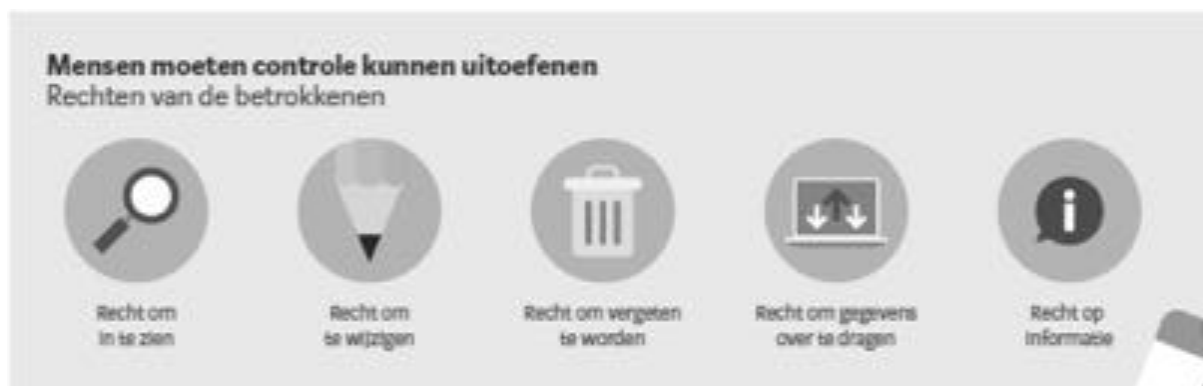 Mensen moeten controle kunnen uitoefenen
Rechten van de betrokkenen
Recht om
in te zien
Recht om
te wijzigen
Recht om vergeten
te worden
Recht om gegevens
over te dragen
Recht op
informatie